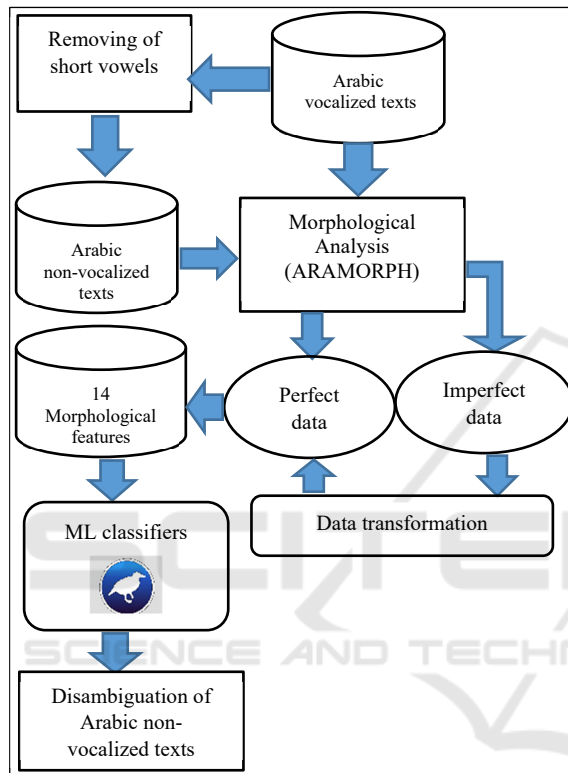 Removing of
short vowels
Arabic
vocalized texts
Arabic
non-vocalized
texts
Morphological
Analysis
(ARAMORPH)
14
Morphological
features
Perfect
data
Imperfect
data
ML classifiers
Data transformation
SCITE
SCIENCE AND TECHN
Disambiguation of
Arabic non-
vocalized texts